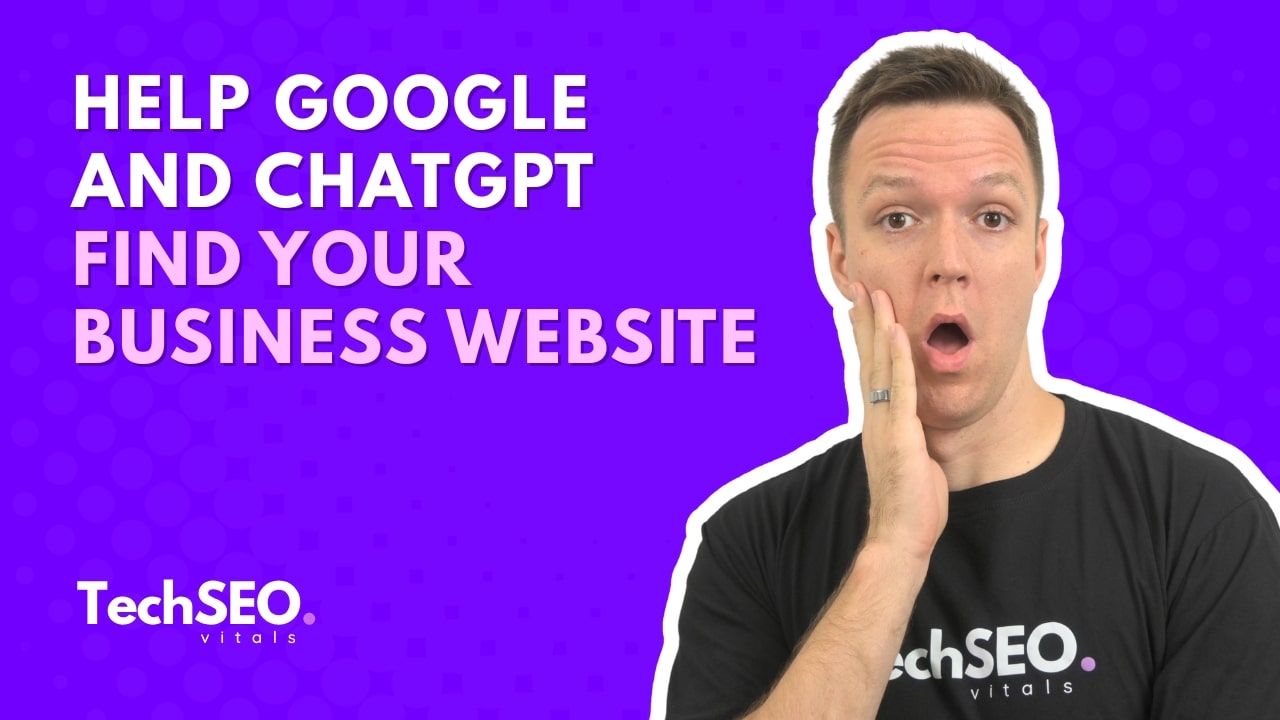 HELP GOOGLE
AND CHATGPT
FIND YOUR
BUSINESS WEBSITE
TechSEO.
vitals
echSEO.
vitals